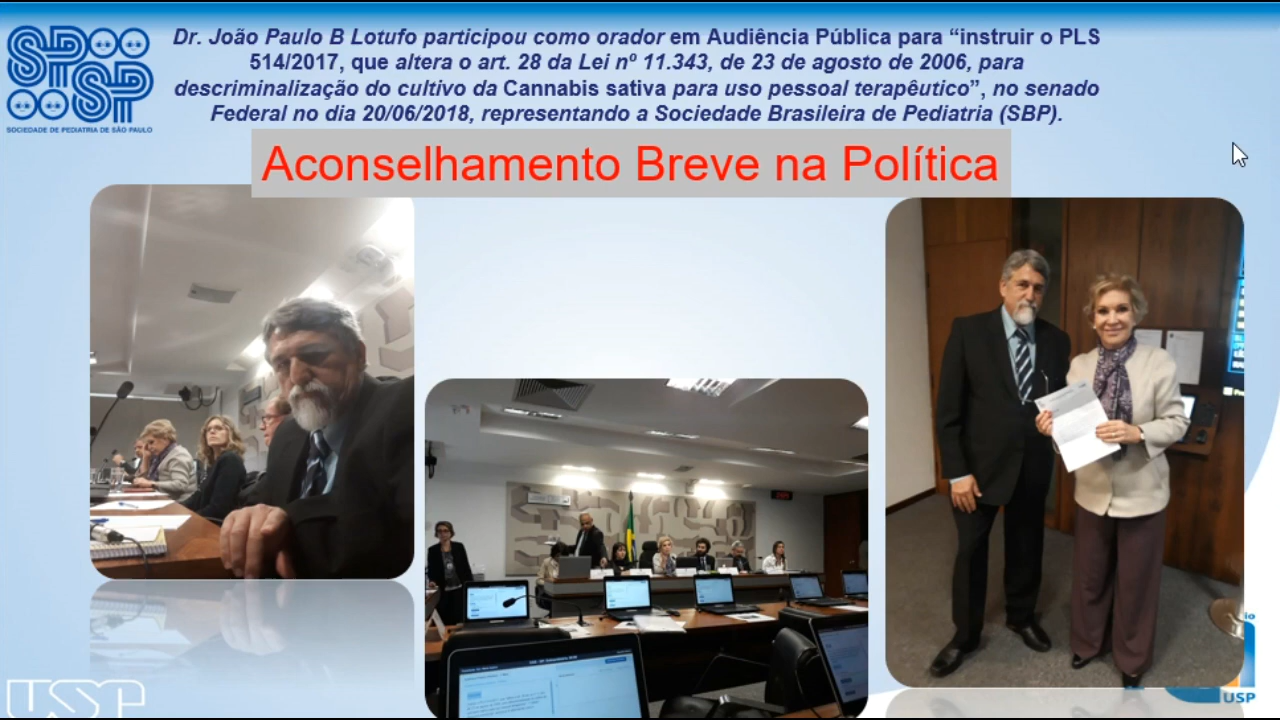 Dr. João Paulo B Lotufo participou como orador em Audiência Pública para “instruir o PLS
514/2017, que altera o art. 28 da Lei nº 11.343, de 23 de agosto de 2006, para
descriminalização do cultivo da Cannabis sativa para uso pessoal terapêutico”, no senado
Federal no dia 20/06/2018, representando a Sociedade Brasileira de Pediatria (SBP).
SPSP
SOCIEDADE DE PEDIATRIA DE SÃO PAULO
Aconselhamento Breve na Política
USP
USP